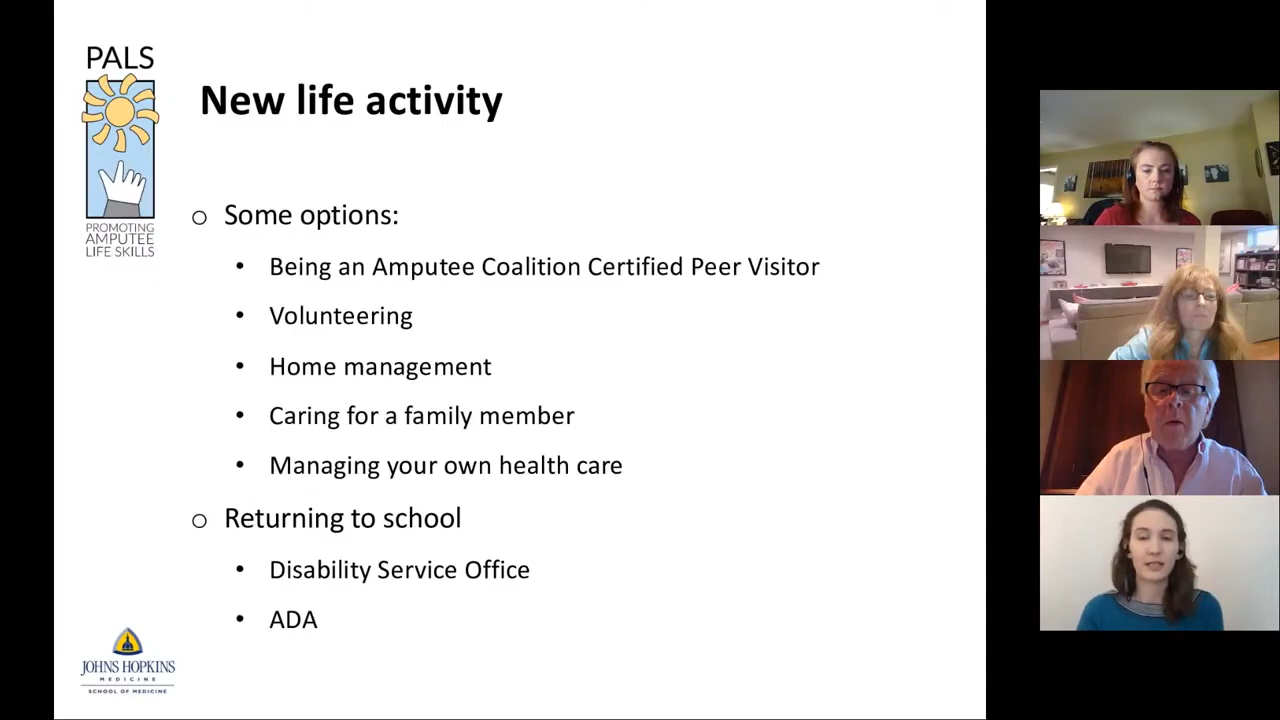 PALS
PROMOTING
AMPUTEE
LIFE SKILLS
New life activity
o Some options:
• Being an Amputee Coalition Certified Peer Visitor
• Volunteering
• Home management
• Caring for a family member
• Managing your own health care
o Returning to school
• Disability Service Office
• ADA
JOHNS HOPKINS
MEDICINE
SCHOOL OF MEDICINE